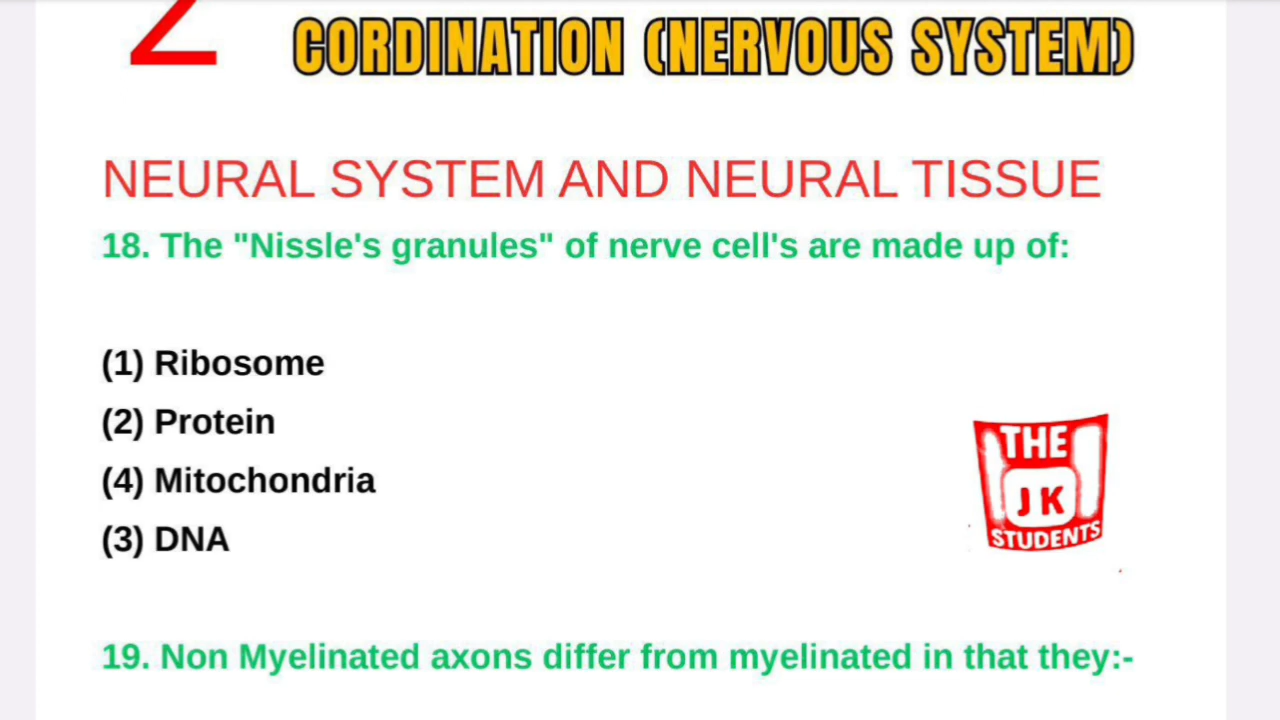 2
CORDINATION (NERVOUS SYSTEM)
NEURAL SYSTEM AND NEURAL TISSUE
18. The "Nissle's granules" of nerve cell's are made up of:
(1) Ribosome
(2) Protein
(4) Mitochondria
(3) DNA
THE
JK
STUDENTS
19. Non Myelinated axons differ from myelinated in that they:-